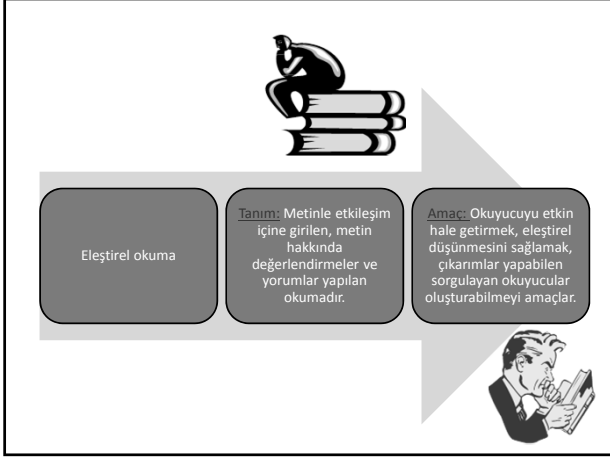 Eleştirel okuma
Tanım: Metinle etkileşim
içine girilen, metin
hakkında
değerlendirmeler ve
yorumlar yapılan
okumadır.
Amaç: Okuyucuyu etkin
hale getirmek, eleştirel
düşünmesini sağlamak,
çıkarımlar yapabilen
sorgulayan okuyucular
oluşturabilmeyi amaçlar.